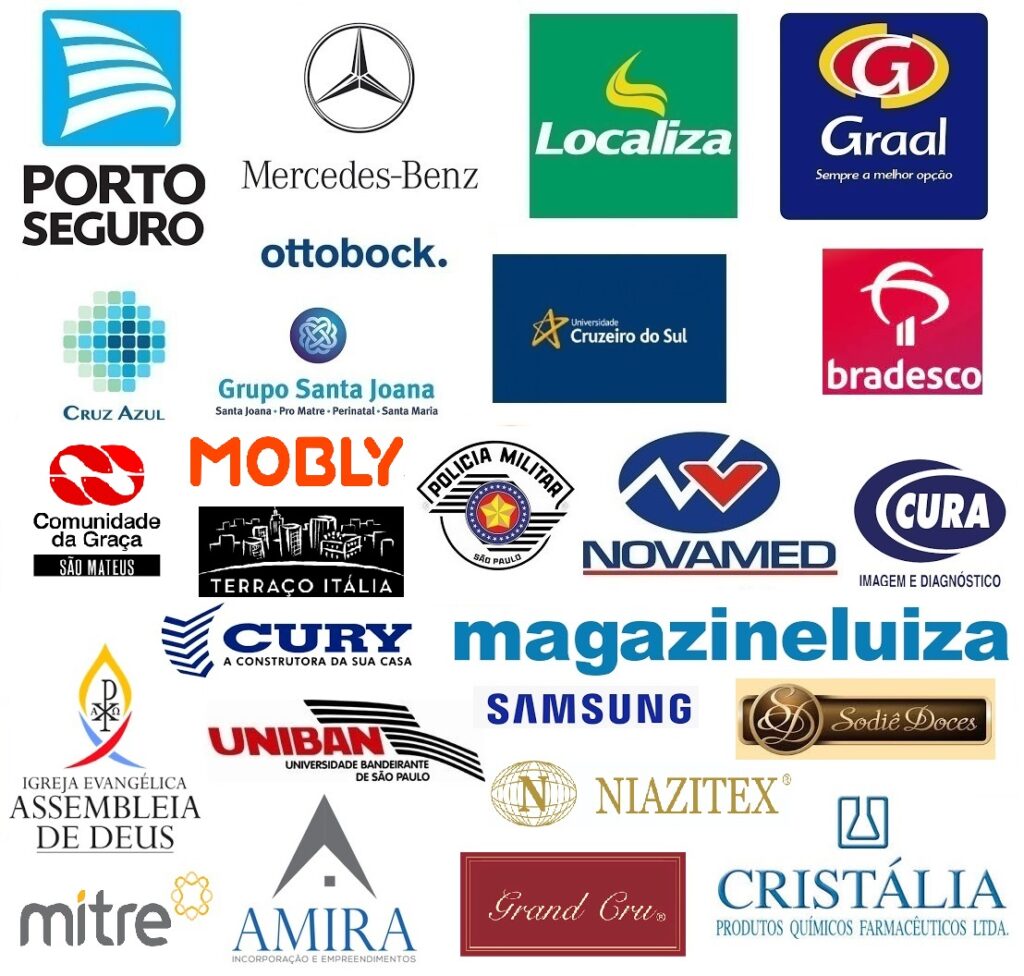 PORTO
SEGURO
Mercedes-Benz
Localiza
G
Graal
Sempre a melhor opção
ottobock.
CRUZ AZUL
Grupo Santa Joana
Santa Joana • Pro Matre • Perinatal • Santa Maria
Universidade
Cruzeiro do Sul
bradesco
Comunidade
da Graça
SÃO MATEUS
MOBLY
TERRAÇO ITÁLIA
POLICIA MILITAR
SÃO PAULO
NOVAMED
CURA
IMAGEM E DIAGNÓSTICO
CURY
A CONSTRUTORA DA SUA CASA
magazineluiza
Α Ω
IGREJA EVANGÉLICA
ASSEMBLEIA
DE DEUS
UNIBAN
UNIVERSIDADE BANDEIRANTE
DE SÃO PAULO
SAMSUNG
SD
Sodiê Doces
N
NIAZITEX®
mitre
AMIRA
INCORPORAÇÃO E EMPREENDIMENTOS
Grand Cru®
CRISTÁLIA
PRODUTOS QUÍMICOS FARMACÊUTICOS LTDA.